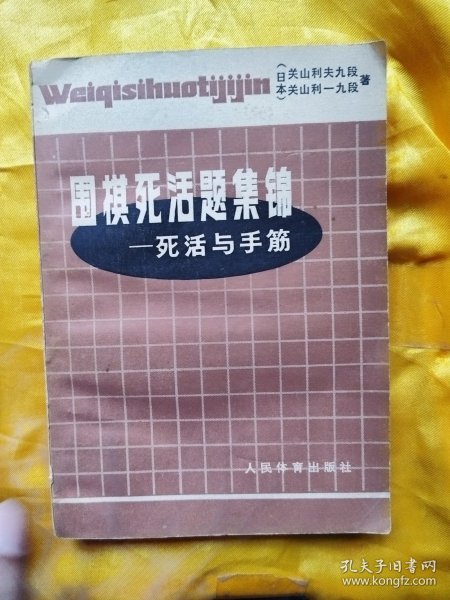 Weiqisihuotijijin
（日本）关山利夫九段
关山利一九段 著
围棋死活题集锦
—死活与手筋
人民体育出版社
孔夫子旧书网
www.kongfz.com